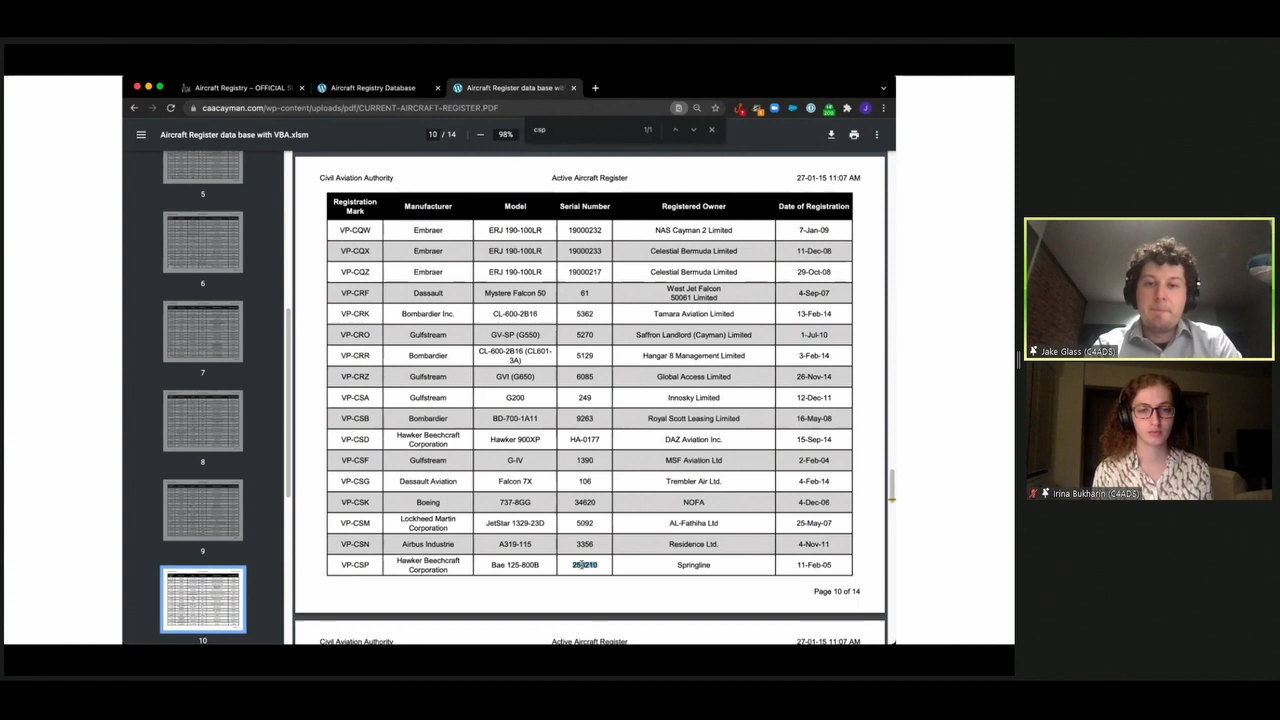 Aircraft Registry – OFFICIAL S
Aircraft Registry Database
Aircraft Register data base wit
caacayman.com/wp-content/uploads/pdf/CURRENT-AIRCRAFT-REGISTER.PDF
Aircraft Register data base with VBA.xlsm
10 / 14
98%
csp
1/1
5
6
7
8
9
10
Civil Aviation Authority Active Aircraft Register 27-01-15 11:07 AM
Registration Mark Manufacturer Model Serial Number Registered Owner Date of Registration
VP-CQW Embraer ERJ 190-100LR 19000232 NAS Cayman 2 Limited 7-Jan-09
VP-CQX Embraer ERJ 190-100LR 19000233 Celestial Bermuda Limited 11-Dec-08
VP-CQZ Embraer ERJ 190-100LR 19000217 Celestial Bermuda Limited 29-Oct-08
VP-CRF Dassault Mystere Falcon 50 61 West Jet Falcon 50061 Limited 4-Sep-07
VP-CRK Bombardier Inc. CL-600-2B16 5362 Tamara Aviation Limited 13-Feb-14
VP-CRO Gulfstream GV-SP (G550) 5270 Saffron Landlord (Cayman) Limited 1-Jul-10
VP-CRR Bombardier CL-600-2B16 (CL601-3A) 5129 Hangar 8 Management Limited 3-Feb-14
VP-CRZ Gulfstream GVI (G650) 6085 Global Access Limited 26-Nov-14
VP-CSA Gulfstream G200 249 Innosky Limited 12-Dec-11
VP-CSB Bombardier BD-700-1A11 9263 Royal Scott Leasing Limited 16-May-08
VP-CSD Hawker Beechcraft Corporation Hawker 900XP HA-0177 DAZ Aviation Inc. 15-Sep-14
VP-CSF Gulfstream G-IV 1390 MSF Aviation Ltd 2-Feb-04
VP-CSG Dassault Aviation Falcon 7X 106 Trembler Air Ltd. 4-Feb-14
VP-CSK Boeing 737-8GG 34620 NOFA 4-Dec-06
VP-CSM Lockheed Martin Corporation JetStar 1329-23D 5092 AL-Fathiha Ltd 25-May-07
VP-CSN Airbus Industrie A319-115 3356 Residence Ltd. 4-Nov-11
VP-CSP Hawker Beechcraft Corporation Bae 125-800B Springline 11-Feb-05
Page 10 of 14
Civil Aviation Authority Active Aircraft Register 27-01-15 11:07 AM
Jake Glass (C4ADS)
Irina Bukharin (C4ADS)